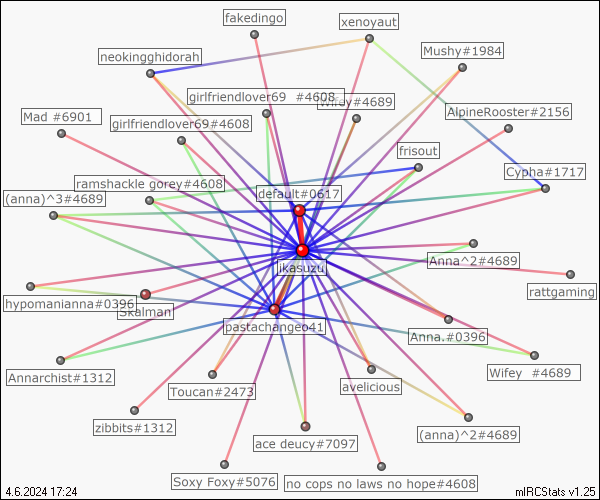 fakedingo
xenoyaut
neokingghidorah
Mushy#1984
girlfriendlover69 #4608
Wifey#4689
Mad #6901
girlfriendlover69#4608
AlpineRooster#2156
frisout
Cypha#1717
ramshackle gorey#4608
default#0617
(anna)^3#4689
jikasuzu
Anna^2#4689
rattgaming
hypomanianna#0396
Skalman
pastachangeo41
Anna.#0396
Wifey #4689
Annarchist#1312
Toucan#2473
avelicious
zibbits#1312
ace deucy#7097
(anna)^2#4689
Soxy Foxy#5076
no cops no laws no hope#4608
4.6.2024 17:24
mIRCStats v1.25